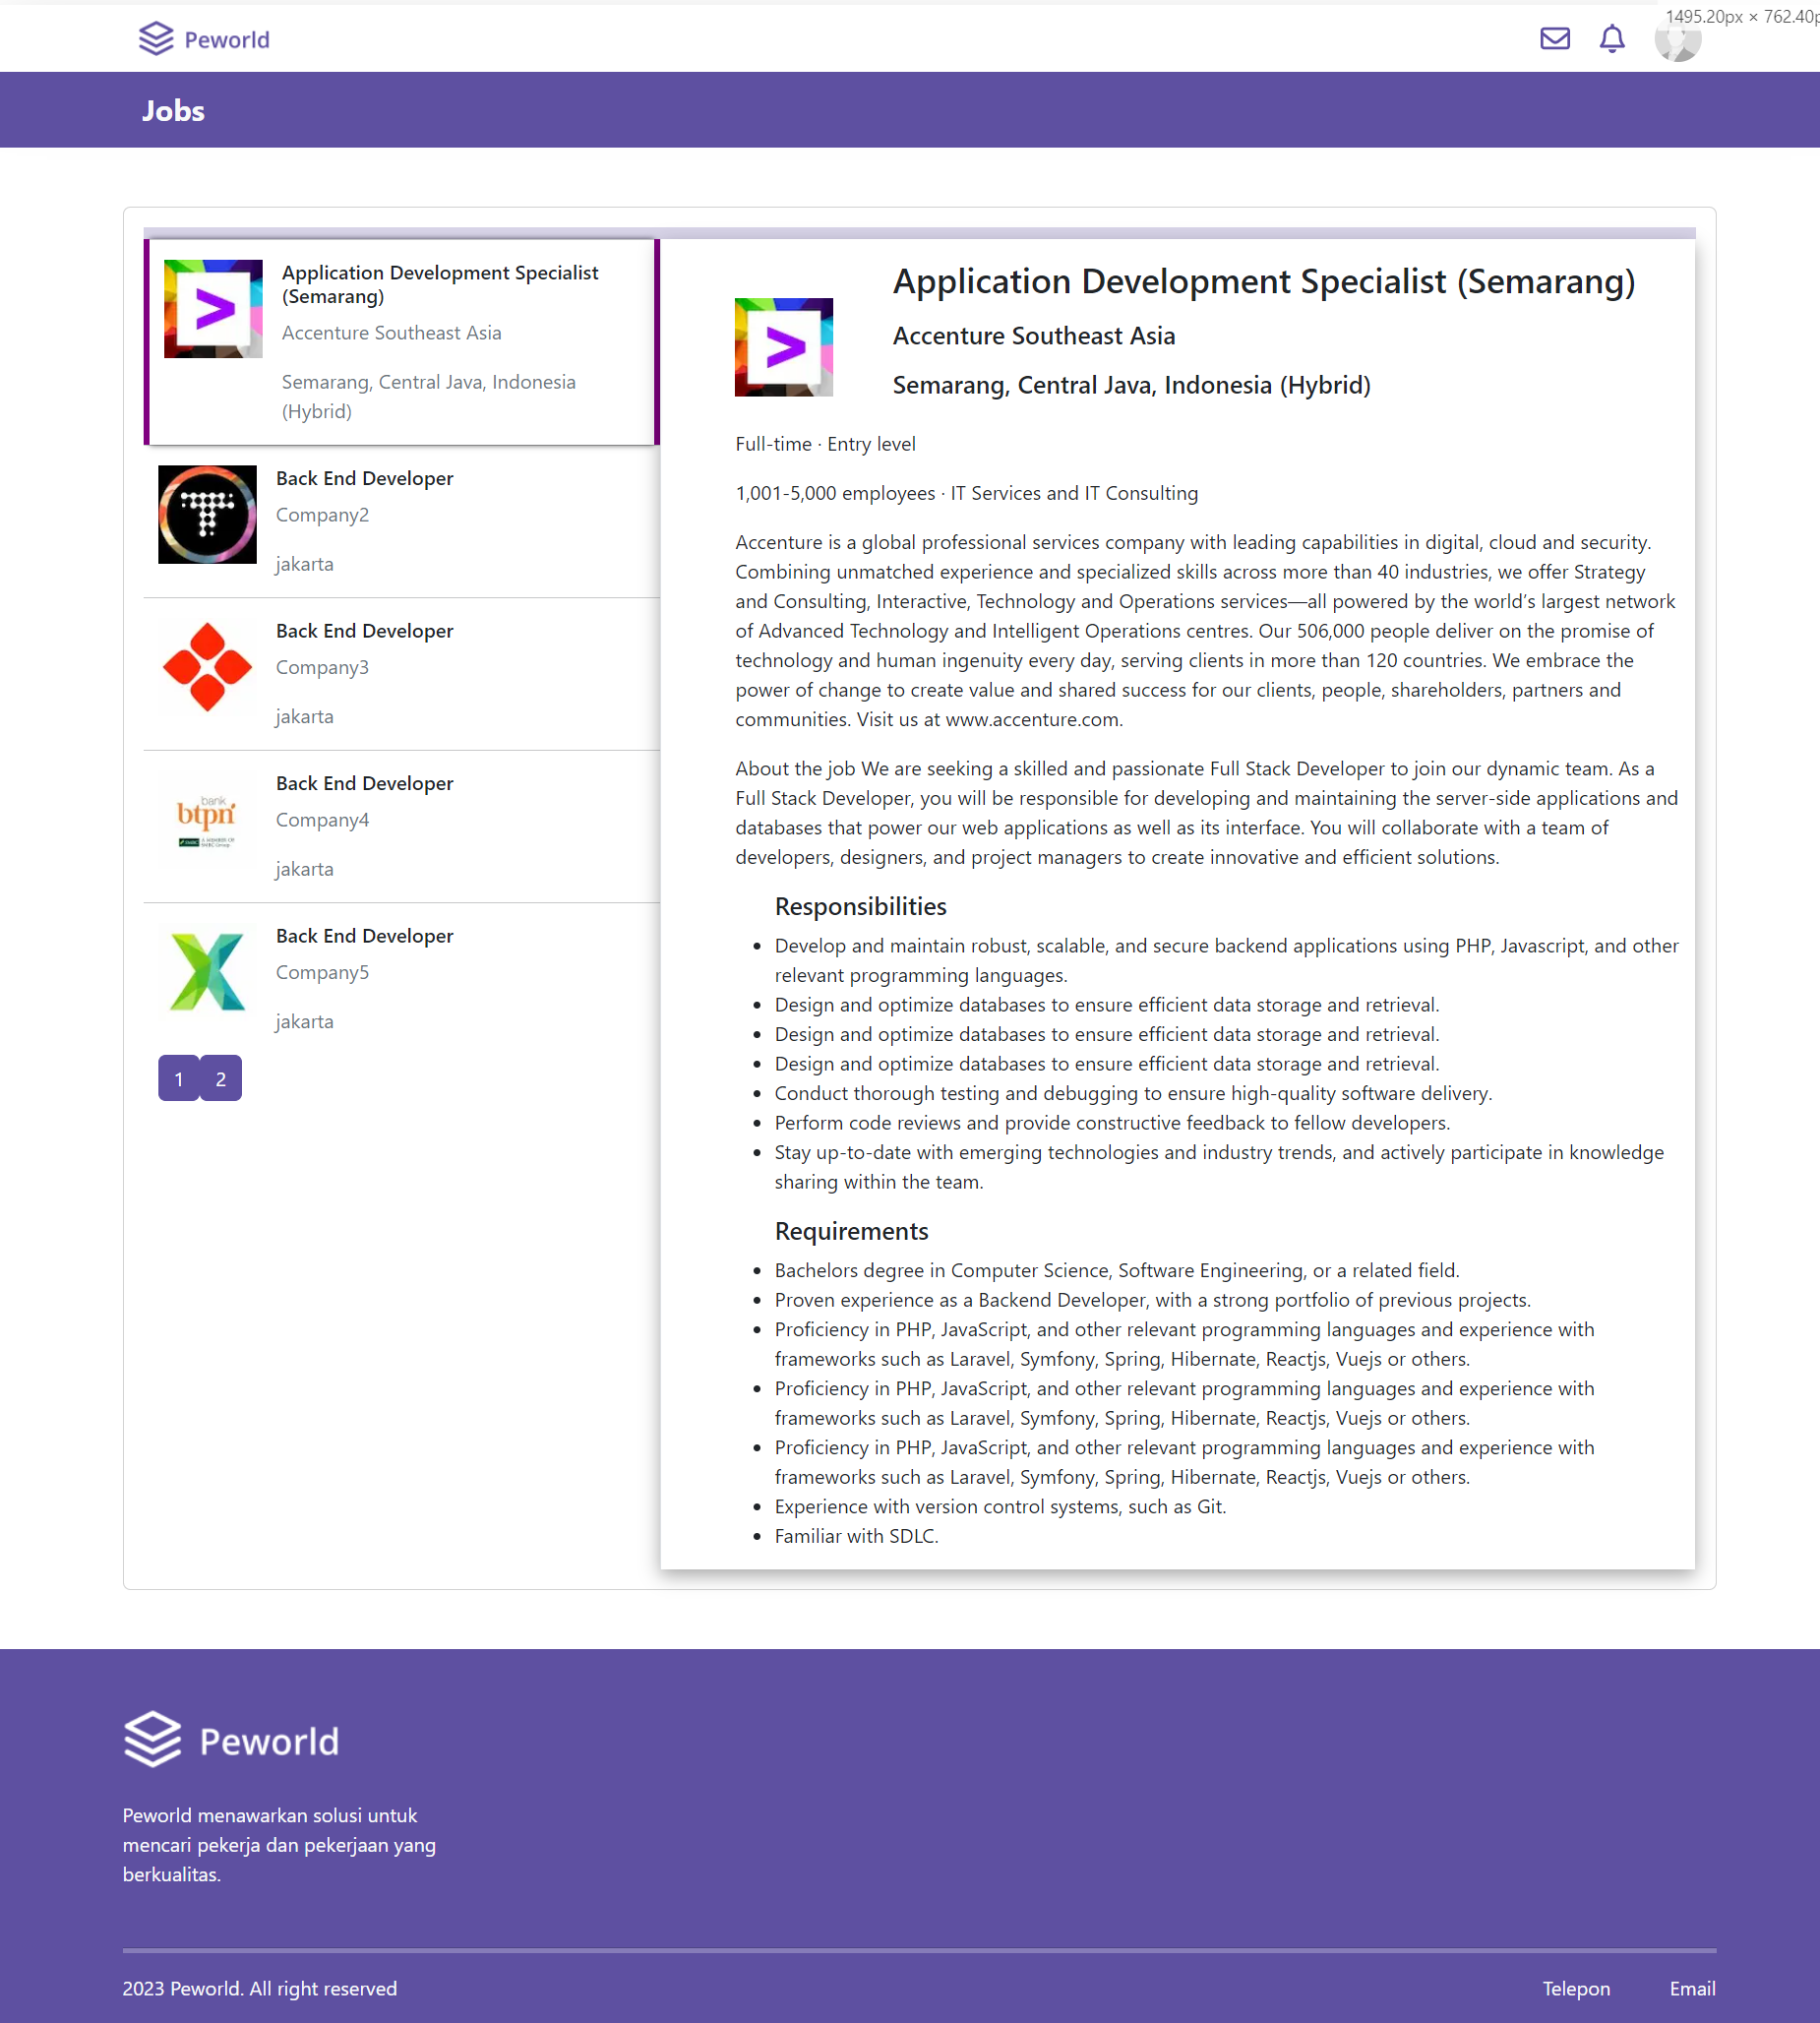 1495.20px × 762.40p
Peworld
Jobs
Application Development Specialist
(Semarang)
Accenture Southeast Asia
Semarang, Central Java, Indonesia
(Hybrid)
Back End Developer
Company2
jakarta
Back End Developer
Company3
jakarta
bank
btpn
Back End Developer
Company4
jakarta
Back End Developer
Company5
jakarta
1 2
Application Development Specialist (Semarang)
Accenture Southeast Asia
Semarang, Central Java, Indonesia (Hybrid)
Full-time · Entry level
1,001-5,000 employees · IT Services and IT Consulting
Accenture is a global professional services company with leading capabilities in digital, cloud and security.
Combining unmatched experience and specialized skills across more than 40 industries, we offer Strategy
and Consulting, Interactive, Technology and Operations services—all powered by the world’s largest network
of Advanced Technology and Intelligent Operations centres. Our 506,000 people deliver on the promise of
technology and human ingenuity every day, serving clients in more than 120 countries. We embrace the
power of change to create value and shared success for our clients, people, shareholders, partners and
communities. Visit us at www.accenture.com.
About the job We are seeking a skilled and passionate Full Stack Developer to join our dynamic team. As a
Full Stack Developer, you will be responsible for developing and maintaining the server-side applications and
databases that power our web applications as well as its interface. You will collaborate with a team of
developers, designers, and project managers to create innovative and efficient solutions.
Responsibilities
• Develop and maintain robust, scalable, and secure backend applications using PHP, Javascript, and other
relevant programming languages.
• Design and optimize databases to ensure efficient data storage and retrieval.
• Design and optimize databases to ensure efficient data storage and retrieval.
• Design and optimize databases to ensure efficient data storage and retrieval.
• Conduct thorough testing and debugging to ensure high-quality software delivery.
• Perform code reviews and provide constructive feedback to fellow developers.
• Stay up-to-date with emerging technologies and industry trends, and actively participate in knowledge
sharing within the team.
Requirements
• Bachelors degree in Computer Science, Software Engineering, or a related field.
• Proven experience as a Backend Developer, with a strong portfolio of previous projects.
• Proficiency in PHP, JavaScript, and other relevant programming languages and experience with
frameworks such as Laravel, Symfony, Spring, Hibernate, Reactjs, Vuejs or others.
• Proficiency in PHP, JavaScript, and other relevant programming languages and experience with
frameworks such as Laravel, Symfony, Spring, Hibernate, Reactjs, Vuejs or others.
• Proficiency in PHP, JavaScript, and other relevant programming languages and experience with
frameworks such as Laravel, Symfony, Spring, Hibernate, Reactjs, Vuejs or others.
• Experience with version control systems, such as Git.
• Familiar with SDLC.
Peworld
Peworld menawarkan solusi untuk
mencari pekerja dan pekerjaan yang
berkualitas.
2023 Peworld. All right reserved
Telepon Email